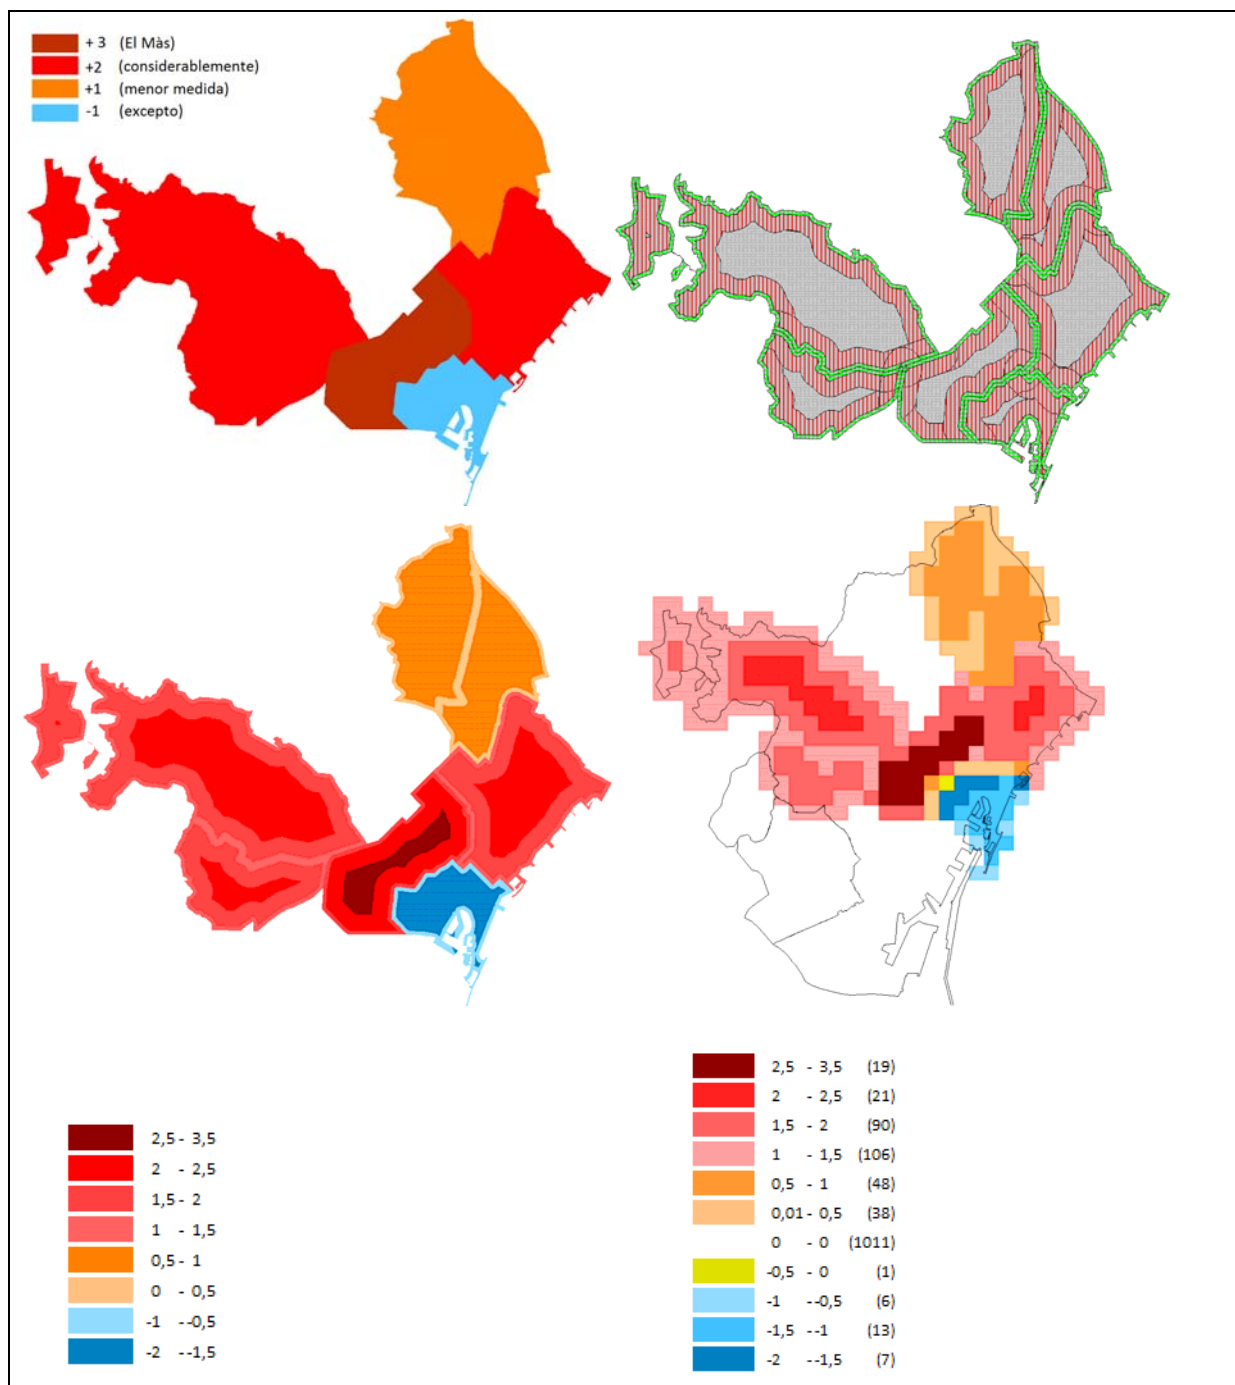 + 3 (El Màs)
+2 (considerablemente)
+1 (menor medida)
-1 (excepto)
2,5 - 3,5
2 - 2,5
1,5 - 2
1 - 1,5
0,5 - 1
0 - 0,5
-1 --0,5
-2 --1,5
2,5 - 3,5 (19)
2 - 2,5 (21)
1,5 - 2 (90)
1 - 1,5 (106)
0,5 - 1 (48)
0,01 - 0,5 (38)
0 - 0 (1011)
-0,5 - 0 (1)
-1 --0,5 (6)
-1,5 --1 (13)
-2 --1,5 (7)